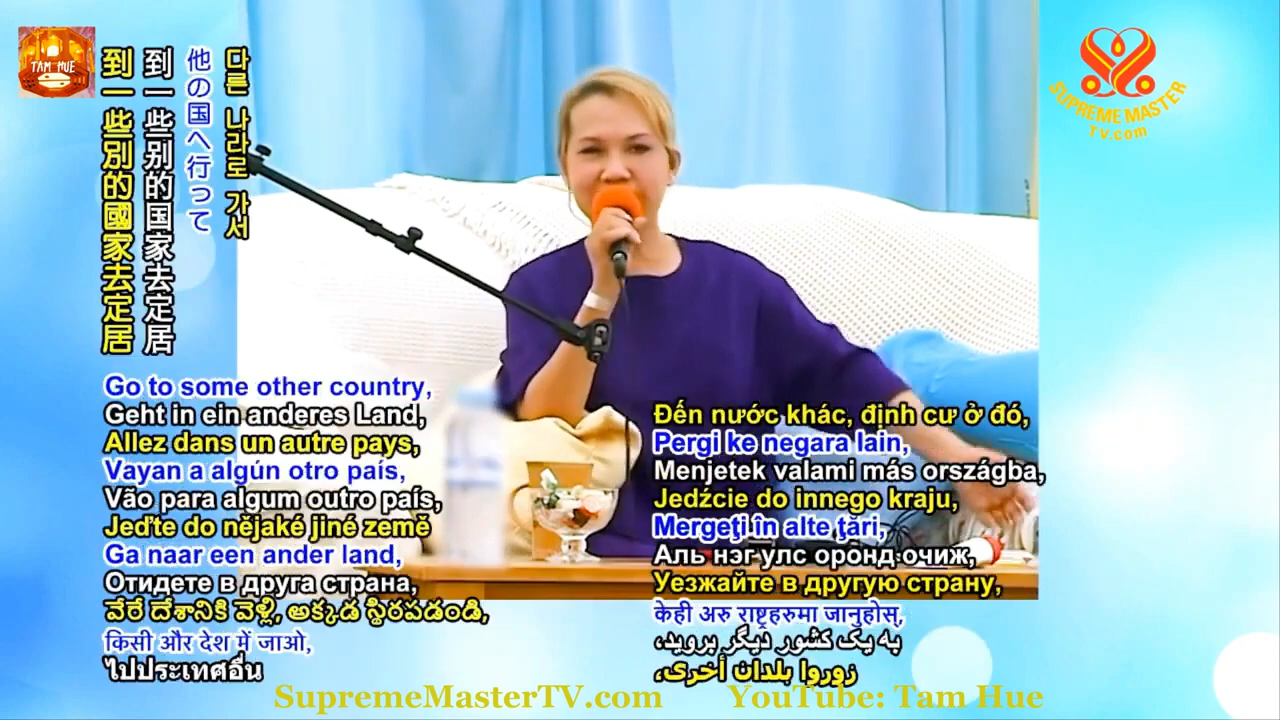 TAM HUE
到一些別的國家去定居
到一些别的国家去定居
他の国へ行って
다른 나라로 가서
SUPREME MASTER
TV.com
Go to some other country,
Geht in ein anderes Land,
Allez dans un autre pays,
Vayan a algún otro país,
Vão para algum outro país,
Jeďte do nějaké jiné země
Ga naar een ander land,
Отидете в друга страна,
వేరే దేశానికి వెళ్లి, అక్కడ స్థిరపడండి,
किसी और देश में जाओ,
ไปประเทศอื่น
Đến nước khác, định cư ở đó,
Pergi ke negara lain,
Menjetek valami más országba,
Jedźcie do innego kraju,
Mergeţi în alte ţări,
Аль нэг улс оронд очиж,
Уезжайте в другую страну,
केही अरु राष्ट्रहरुमा जानुहोस्,
به یک کشور دیگر بروید،
زوروا بلدان أخرى،
SupremeMasterTV.com
YouTube: Tam Hue